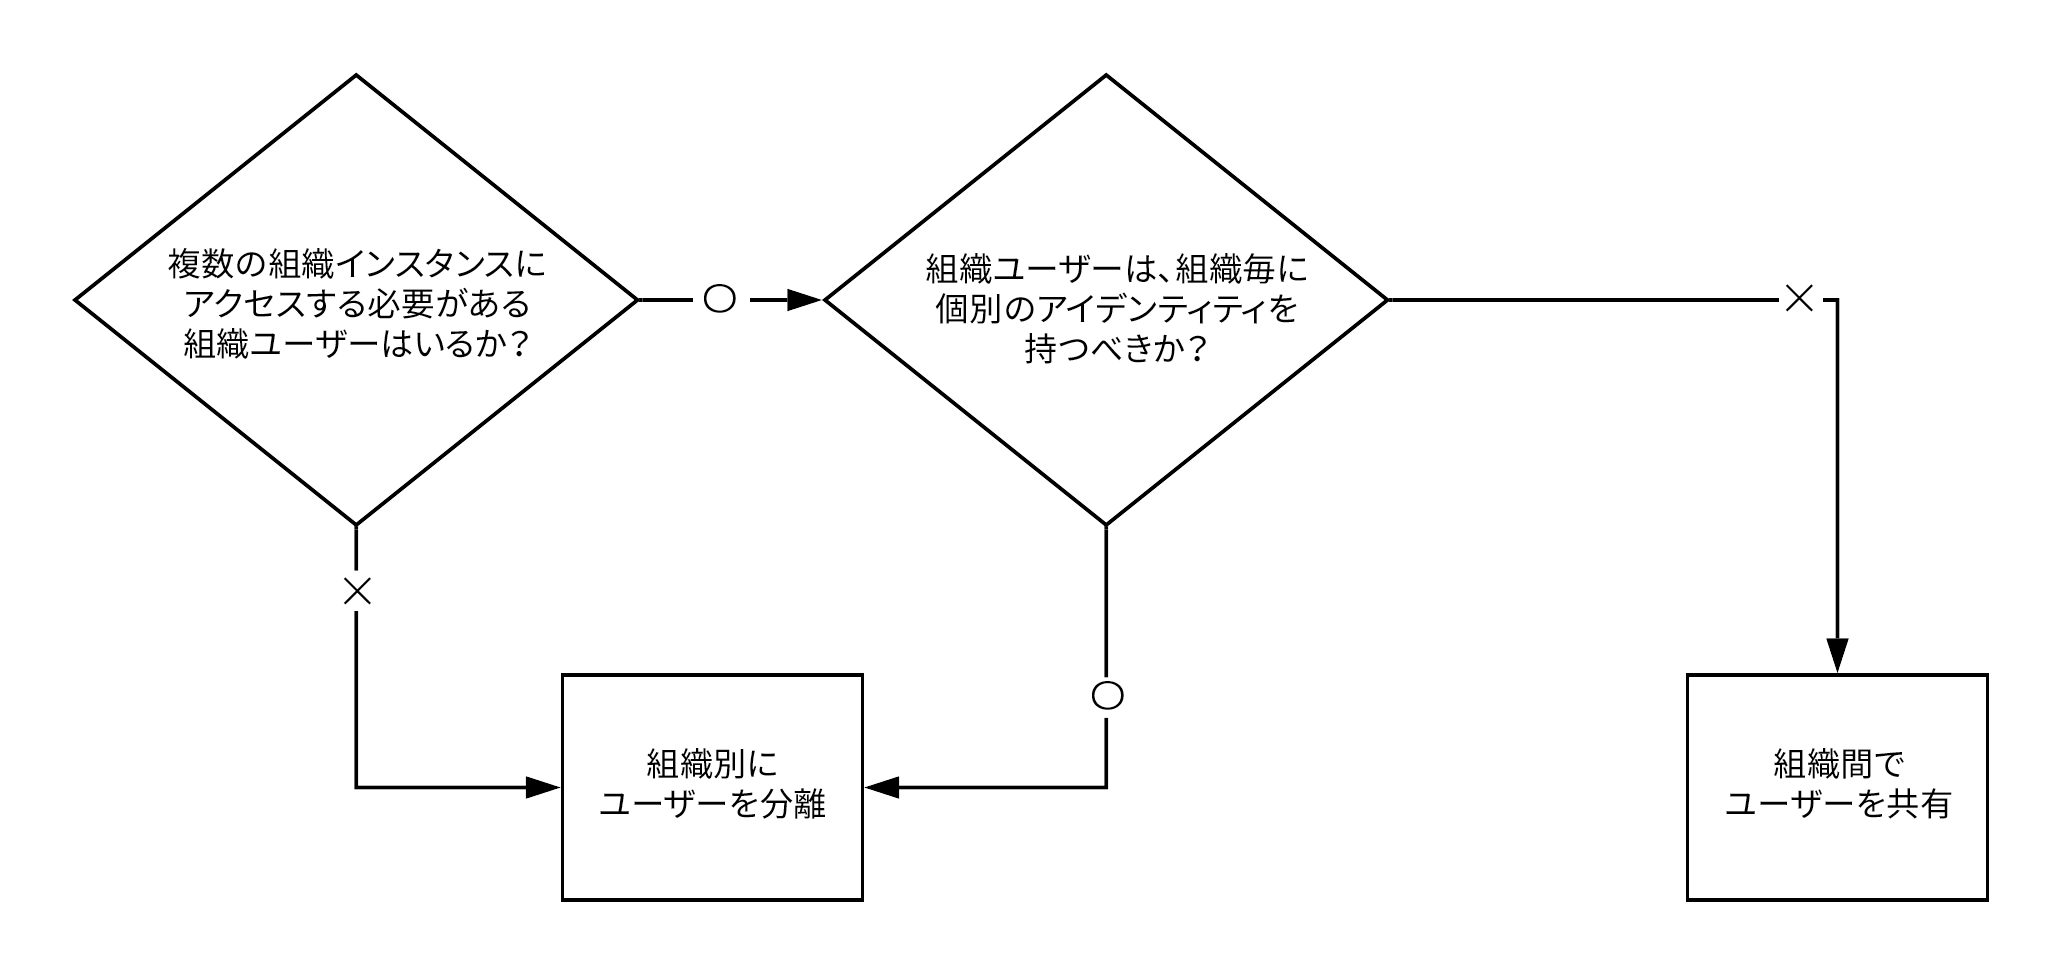 複数の組織インスタンスに
アクセスする必要がある
組織ユーザーはいるか？
○
組織ユーザーは、組織毎に
個別のアイデンティティを
持つべきか？
×
×
○
組織別に
ユーザーを分離
組織間で
ユーザーを共有